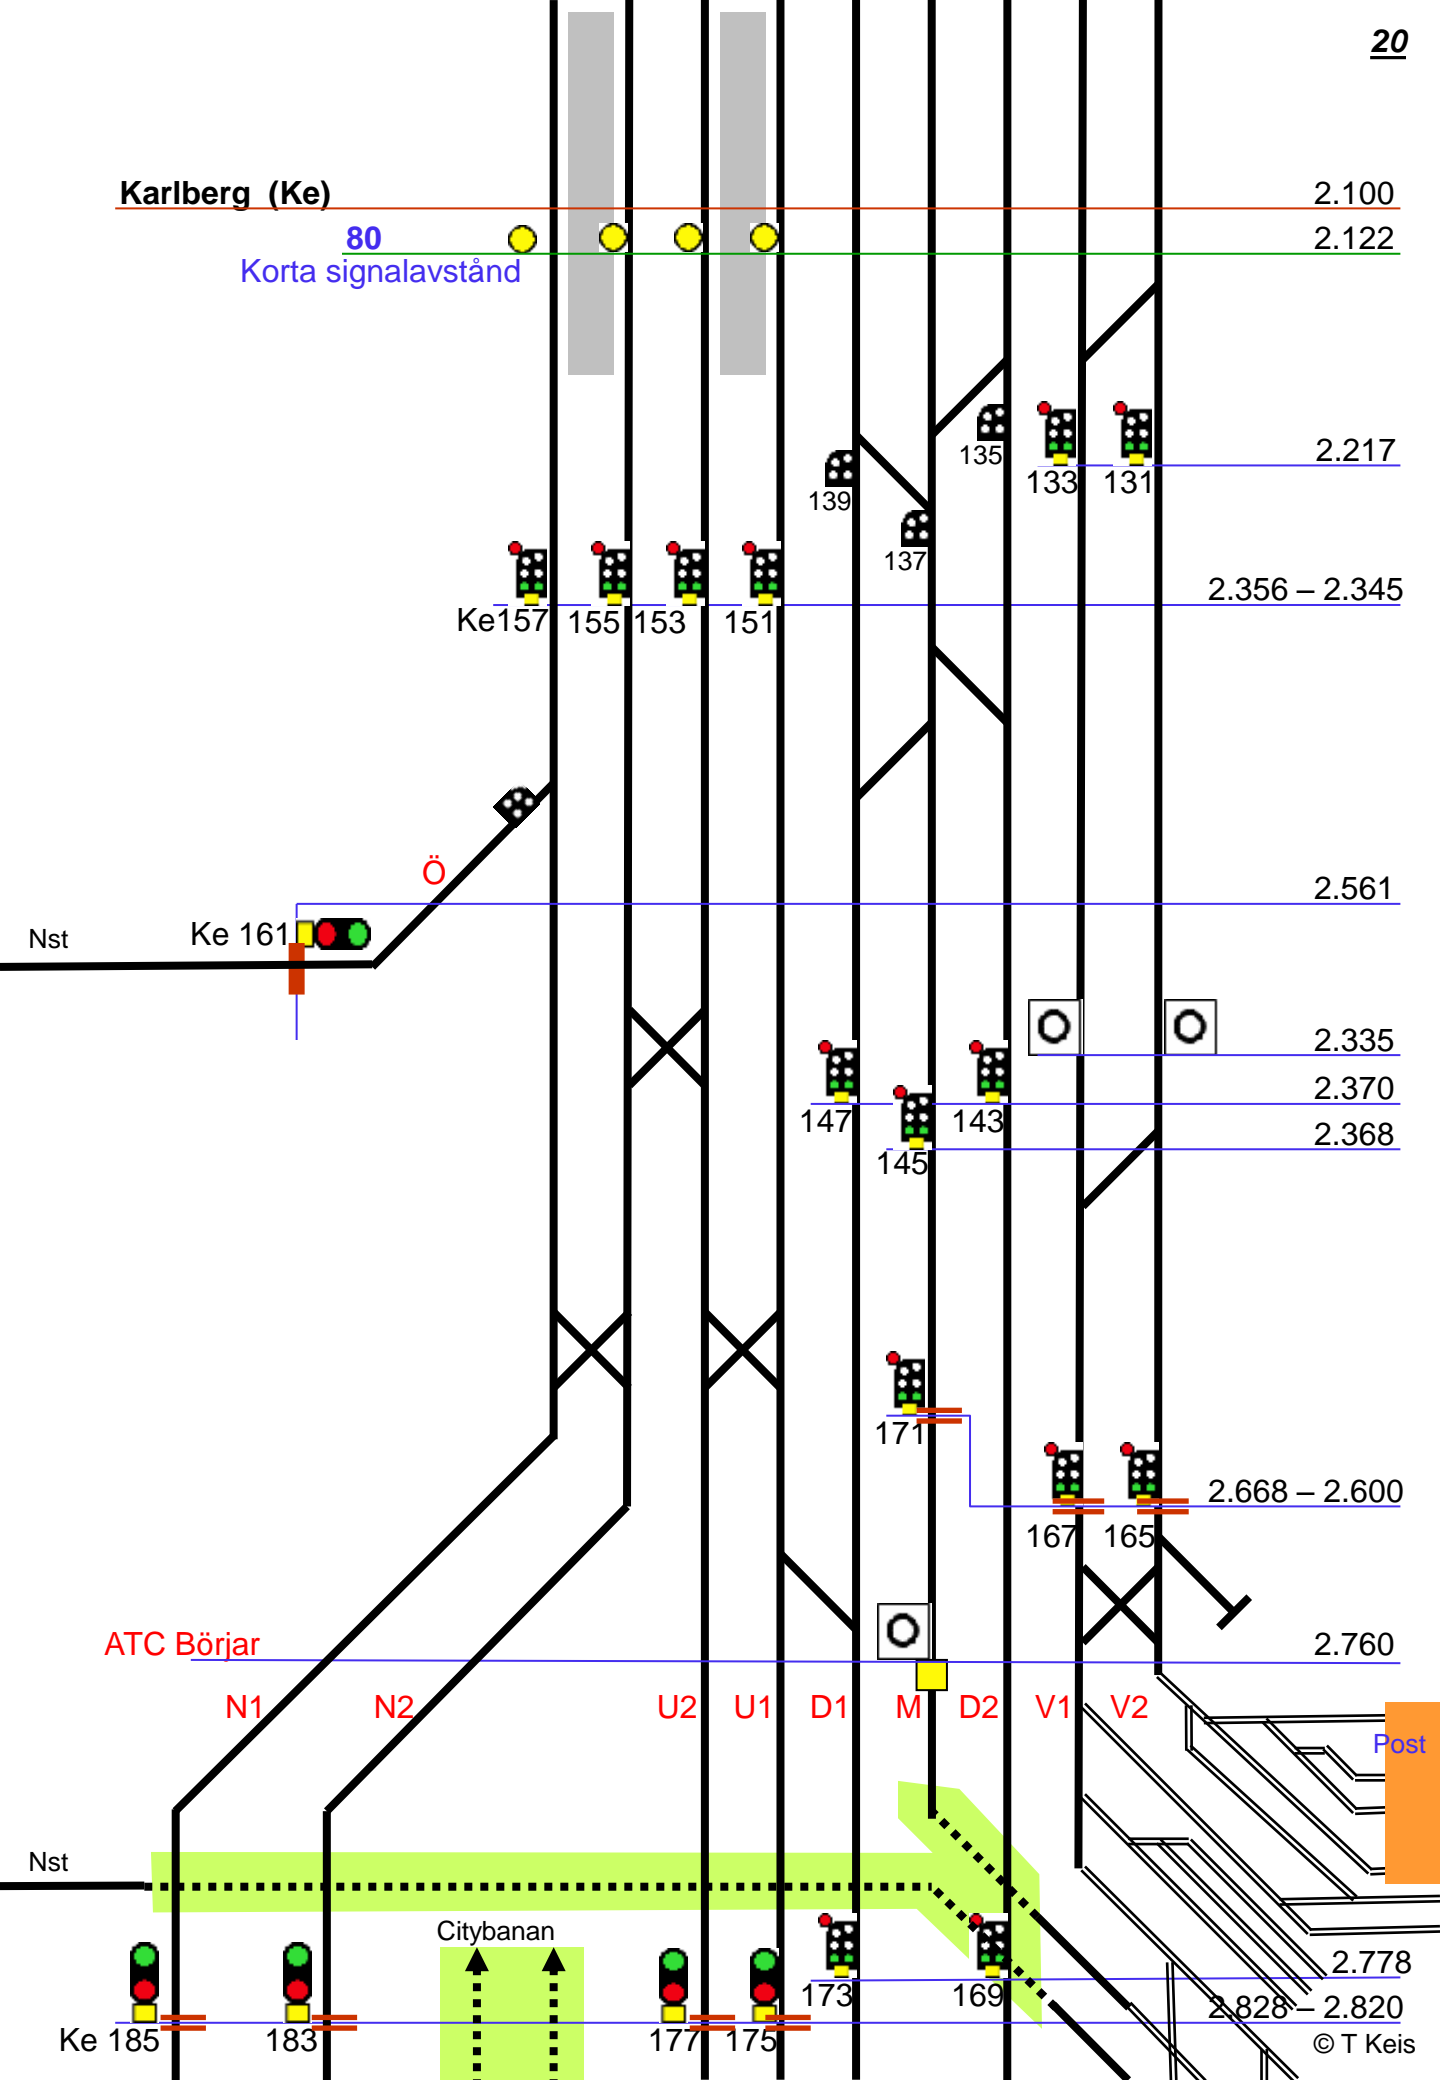 20
Karlberg (Ke)
2.100
80
2.122
Korta signalavstånd
135
2.217
139
133
131
137
2.356 – 2.345
Ke157
155
153
151
Ö
2.561
Ke 161
Nst
2.335
2.370
147
143
2.368
145
171
2.668 – 2.600
167
165
ATC Börjar
2.760
N1
N2
U2
U1
D1
M
D2
V1
V2
Post
Nst
Citybanan
2.778
173
169
2.828 – 2.820
Ke 185
183
177
175
© T Keis